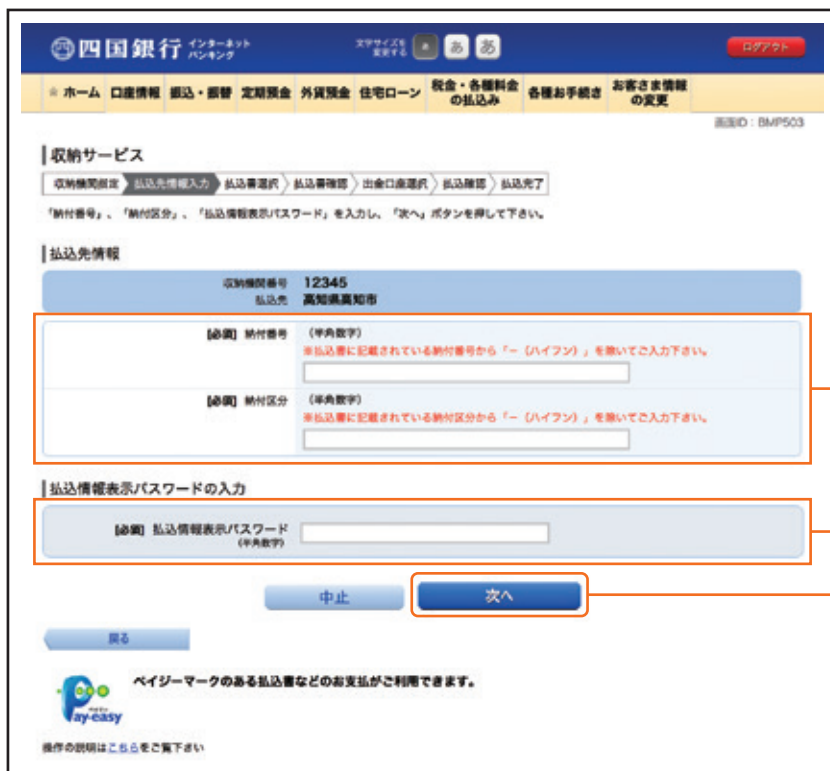 四国銀行 インターネットバンキング
文字サイズを変更する あ あ あ
ログアウト
ホーム 口座情報 振込・振替 定期預金 外貨預金 住宅ローン 税金・各種料金の払込み 各種お手続き お客さま情報の変更
画面ID：BMP503
収納サービス
収納機関指定 払込先情報入力 払込書選択 払込書確認 出金口座選択 払込確認 払込完了
「納付番号」、「納付区分」、「払込情報表示パスワード」を入力し、「次へ」ボタンを押して下さい。
払込先情報
収納機関番号 12345
払込先 高知県高知市
[必須] 納付番号 （半角数字）
※払込書に記載されている納付番号から「－（ハイフン）」を除いてご入力下さい。
[必須] 納付区分 （半角数字）
※払込書に記載されている納付区分から「－（ハイフン）」を除いてご入力下さい。
払込情報表示パスワードの入力
[必須] 払込情報表示パスワード
（半角数字）
中止 次へ
戻る
ペイジーマークのある払込書などのお支払がご利用できます。
ペイジー
Pay-easy
操作の説明はこちらをご覧下さい